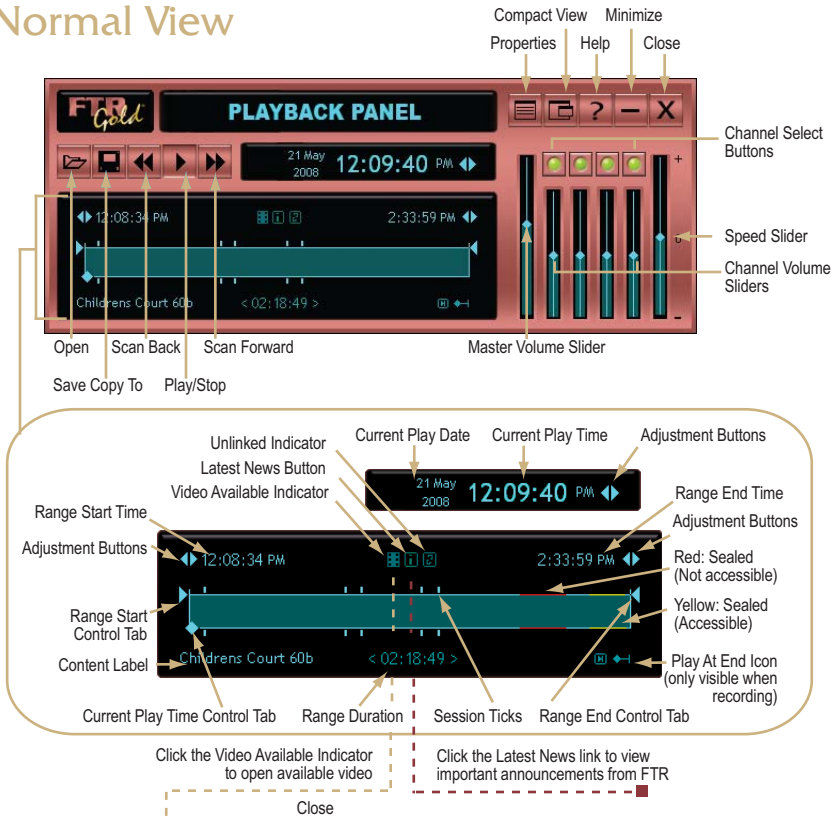 Normal View
Compact View Minimize
Properties Help Close
FTR Gold
PLAYBACK PANEL
?
X
Channel Select
Buttons
21 May
2008
12:09:40 PM
+
12:08:34 PM
2:33:59 PM
0
Speed Slider
Channel Volume
Sliders
Childrens Court 60b
< 02:18:49 >
-
Open Scan Back Scan Forward
Master Volume Slider
Save Copy To Play/Stop
Unlinked Indicator
Current Play Date Current Play Time Adjustment Buttons
Latest News Button
Video Available Indicator
21 May
2008
12:09:40 PM
Range Start Time
Range End Time
Adjustment Buttons
Adjustment Buttons
12:08:34 PM
2:33:59 PM
Red: Sealed
(Not accessible)
Range Start
Control Tab
Yellow: Sealed
(Accessible)
Content Label
Childrens Court 60b
< 02:18:49 >
Play At End Icon
(only visible when
recording)
Current Play Time Control Tab Range Duration Session Ticks Range End Control Tab
Click the Video Available Indicator
to open available video
Click the Latest News link to view
important announcements from FTR
Close